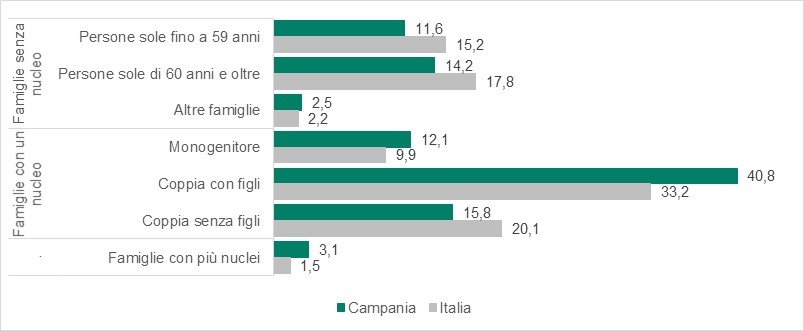 Famiglie senza
nucleo
Persone sole fino a 59 anni
11,6
15,2
Persone sole di 60 anni e oltre
14,2
17,8
Altre famiglie
2,5
2,2
Famiglie con un
nucleo
Monogenitore
12,1
9,9
Coppia con figli
40,8
33,2
Coppia senza figli
15,8
20,1
.
Famiglie con più nuclei
3,1
1,5
Campania Italia